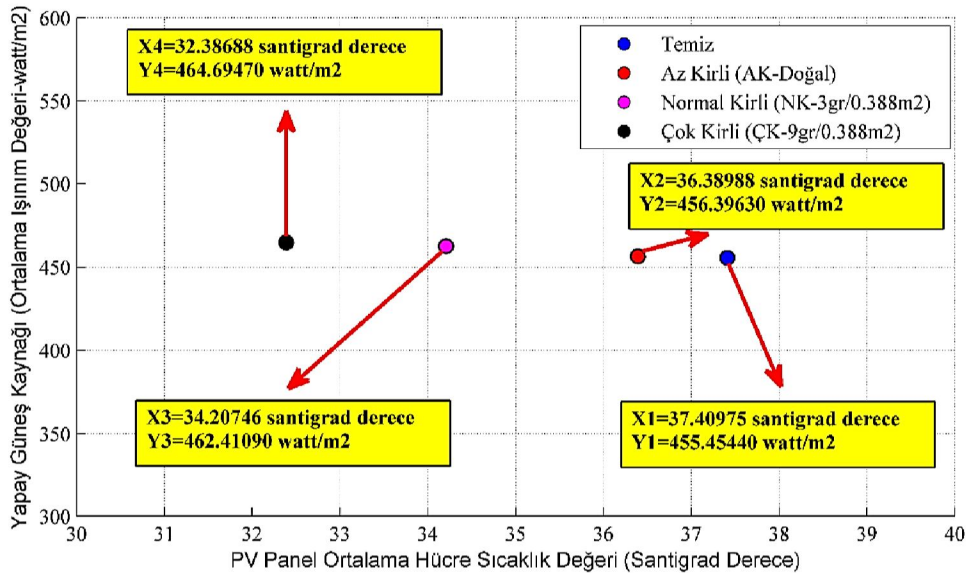 600
550
500
450
400
350
300
30
31
32
33
34
35
36
37
38
39
40
Yapay Güneş Kaynağı (Ortalama Işınım Değeri-watt/m2)
PV Panel Ortalama Hücre Sıcaklık Değeri (Santigrad Derece)
X4=32.38688 santigrad derece
Y4=464.69470 watt/m2
Temiz
Az Kirli (AK-Doğal)
Normal Kirli (NK-3gr/0.388m2)
Çok Kirli (ÇK-9gr/0.388m2)
X2=36.38988 santigrad derece
Y2=456.39630 watt/m2
X3=34.20746 santigrad derece
Y3=462.41090 watt/m2
X1=37.40975 santigrad derece
Y1=455.45440 watt/m2